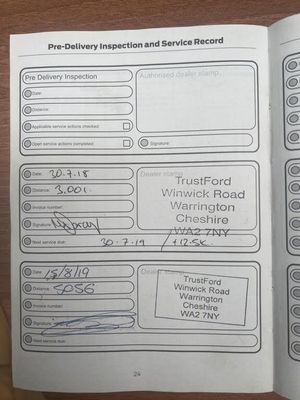 Pre-Delivery Inspection and Service Record
Pre Delivery Inspection
Authorised dealer stamp
Date:
Distance:
Applicable service actions checked:
Open service actions completed:
Signature:
Date: 30.7.18
Dealer stamp
Distance: 3,001.
TrustFord
Winwick Road
Warrington
Cheshire
WA2 7NY
Invoice number:
Signature:
Next service due: 30-7-19 / +12.5K
Date: 15/8/19
Dealer stamp
Distance: 5056
TrustFord
Winwick Road
Warrington
Cheshire
WA2 7NY
Invoice number:
Signature:
Next service due:
24